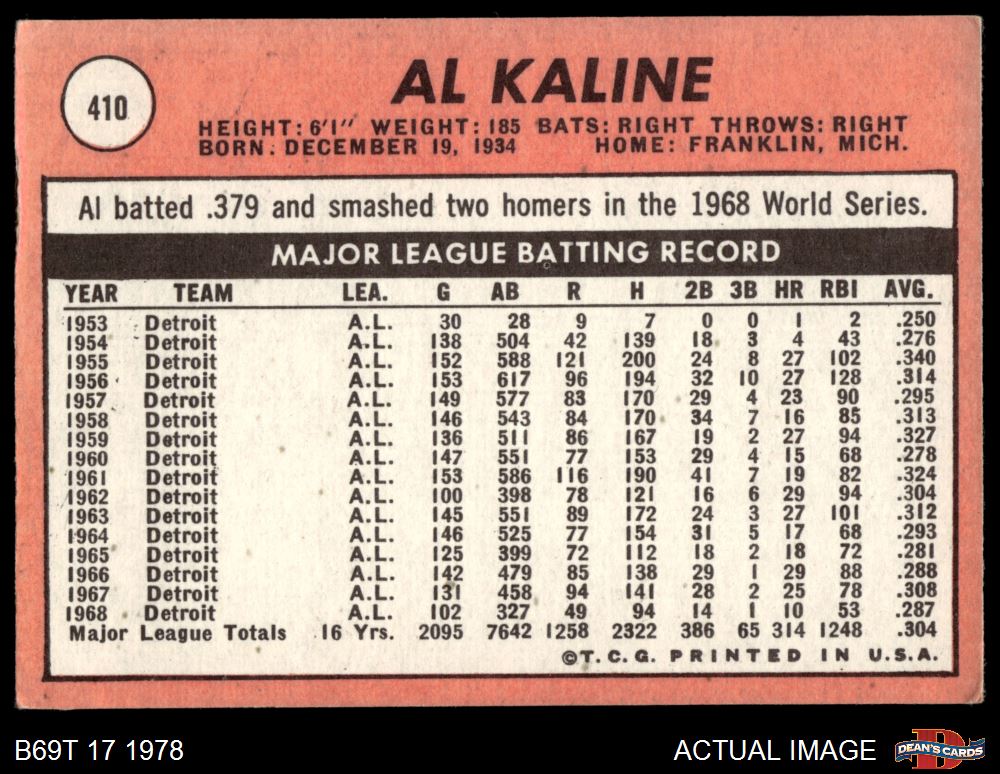 410
AL KALINE
HEIGHT: 6'1" WEIGHT: 185 BATS: RIGHT THROWS: RIGHT
BORN: DECEMBER 19, 1934 HOME: FRANKLIN, MICH.
Al batted .379 and smashed two homers in the 1968 World Series.
MAJOR LEAGUE BATTING RECORD
YEAR TEAM LEA. G AB R H 2B 3B HR RBI AVG.
1953 Detroit A.L. 30 28 9 7 0 0 1 2 .250
1954 Detroit A.L. 138 504 42 139 18 3 4 43 .276
1955 Detroit A.L. 152 588 121 200 24 8 27 102 .340
1956 Detroit A.L. 153 617 96 194 32 10 27 128 .314
1957 Detroit A.L. 149 577 83 170 29 4 23 90 .295
1958 Detroit A.L. 146 543 84 170 34 7 16 85 .313
1959 Detroit A.L. 136 511 86 167 19 2 27 94 .327
1960 Detroit A.L. 147 551 77 153 29 4 15 68 .278
1961 Detroit A.L. 153 586 116 190 41 7 19 82 .324
1962 Detroit A.L. 100 398 78 121 16 6 29 94 .304
1963 Detroit A.L. 145 551 89 172 24 3 27 101 .312
1964 Detroit A.L. 146 525 77 154 31 5 17 68 .293
1965 Detroit A.L. 125 399 72 112 18 2 18 72 .281
1966 Detroit A.L. 142 479 85 138 29 1 29 88 .288
1967 Detroit A.L. 131 458 94 141 28 2 25 78 .308
1968 Detroit A.L. 102 327 49 94 14 1 10 53 .287
Major League Totals 16 Yrs. 2095 7642 1258 2322 386 65 314 1248 .304
©T.C.G. PRINTED IN U.S.A.
B69T 17 1978 ACTUAL IMAGE DEAN'S CARDS